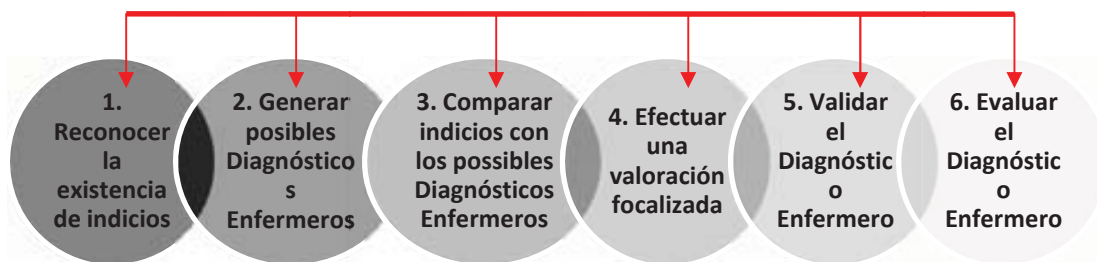 1.
Reconocer
la
existencia
de indicios
2. Generar
posibles
Diagnóstico
s
Enfermeros
3. Comparar
indicios con
los possibles
Diagnósticos
Enfermeros
4. Efectuar
una
valoración
focalizada
5. Validar
el
Diagnóstic
o
Enfermero
6. Evaluar
el
Diagnóstic
o
Enfermero